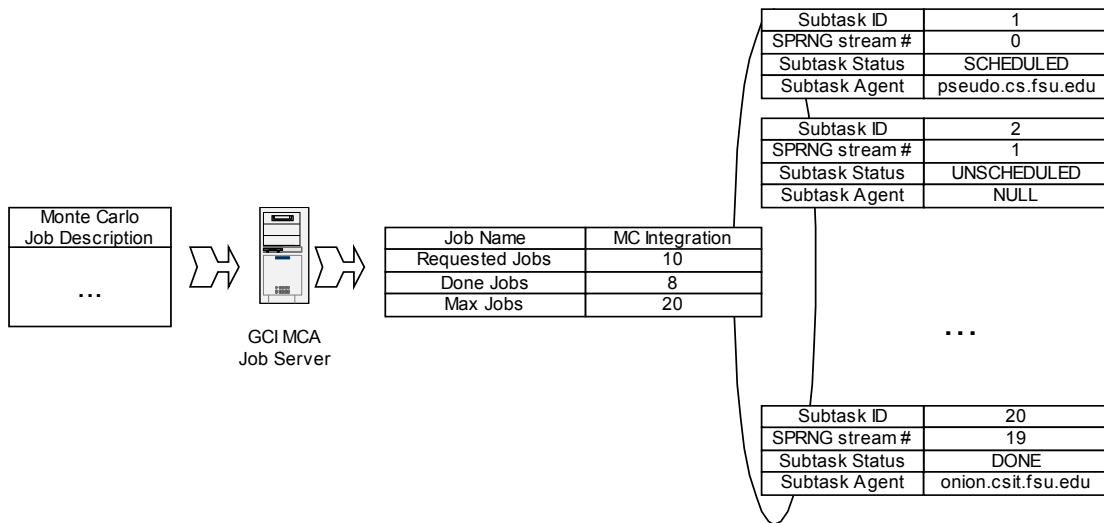 Subtask ID 1
SPRNG stream # 0
Subtask Status SCHEDULED
Subtask Agent pseudo.cs.fsu.edu
Subtask ID 2
SPRNG stream # 1
Subtask Status UNSCHEDULED
Subtask Agent NULL
Monte Carlo
Job Description
...
GCI MCA
Job Server
Job Name MC Integration
Requested Jobs 10
Done Jobs 8
Max Jobs 20
...
Subtask ID 20
SPRNG stream # 19
Subtask Status DONE
Subtask Agent onion.csit.fsu.edu